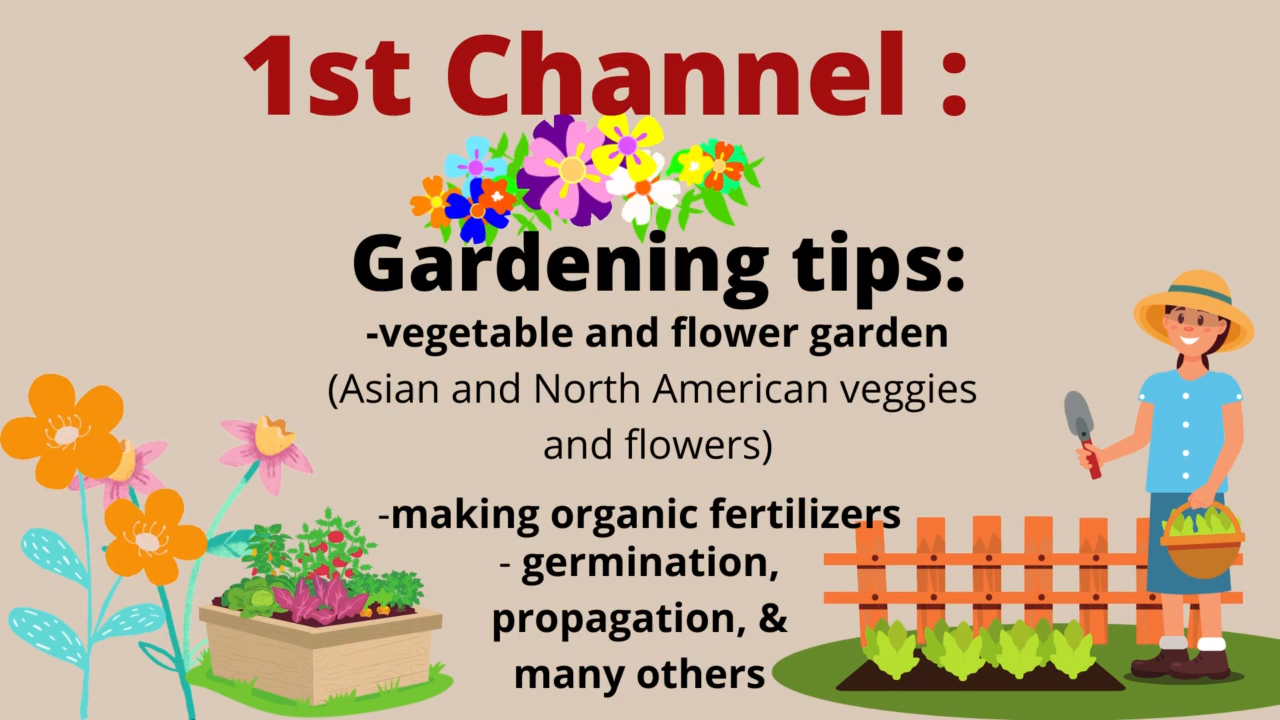 1st Channel :
Gardening tips:
-vegetable and flower garden
(Asian and North American veggies
and flowers)
-making organic fertilizers
- germination,
propagation, &
many others